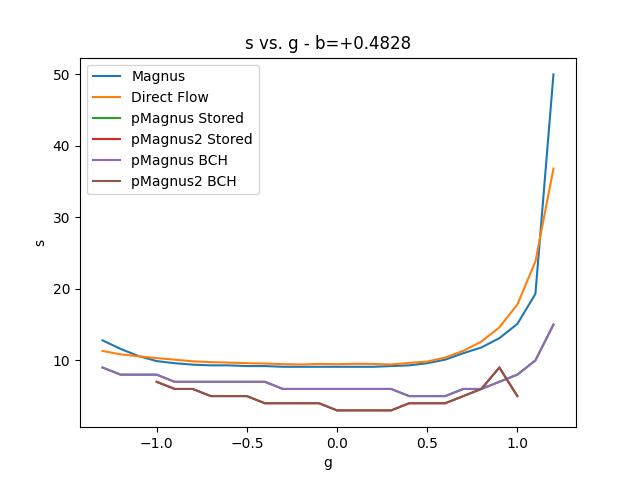 s vs. g - b=+0.4828
50
40
30
20
10
s
Magnus
Direct Flow
pMagnus Stored
pMagnus2 Stored
pMagnus BCH
pMagnus2 BCH
−1.0 −0.5 0.0 0.5 1.0
g